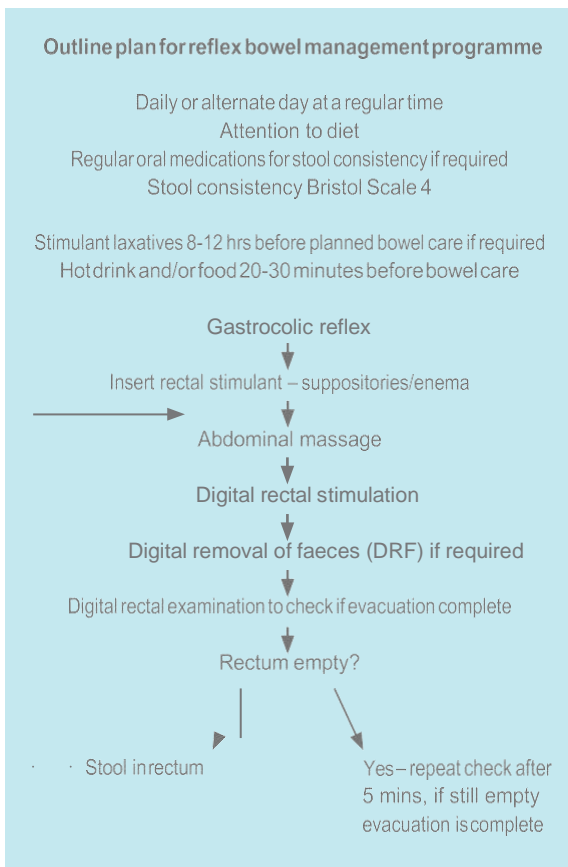 Outline plan for reflex bowel management programme
Daily or alternate day at a regular time
Attention to diet
Regular oral medications for stool consistency if required
Stool consistency Bristol Scale 4
Stimulant laxatives 8-12 hrs before planned bowel care if required
Hot drink and/or food 20-30 minutes before bowel care
Gastrocolic reflex
Insert rectal stimulant – suppositories/enema
Abdominal massage
Digital rectal stimulation
Digital removal of faeces (DRF) if required
Digital rectal examination to check if evacuation complete
Rectum empty?
Stool in rectum
Yes – repeat check after
5 mins, if still empty
evacuation is complete